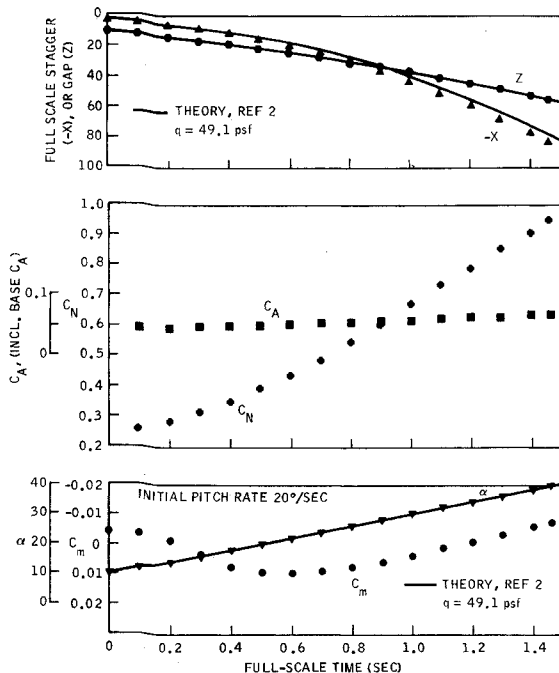 FULL SCALE STAGGER
(-X), OR GAP (Z)
0
20
40
60
80
100
THEORY, REF 2
q = 49.1 psf
Z
-X
C_A, (INCL. BASE C_A)
0.1
0
C_N
1.0
0.9
0.8
0.7
0.6
0.5
0.4
0.3
0.2
C_A
C_N
INITIAL PITCH RATE 20°/SEC
α
40
30
20
10
0
C_m
-0.02
-0.01
0
0.01
0.02
α
C_m
THEORY, REF 2
q = 49.1 psf
0 0.2 0.4 0.6 0.8 1.0 1.2 1.4
FULL-SCALE TIME (SEC)